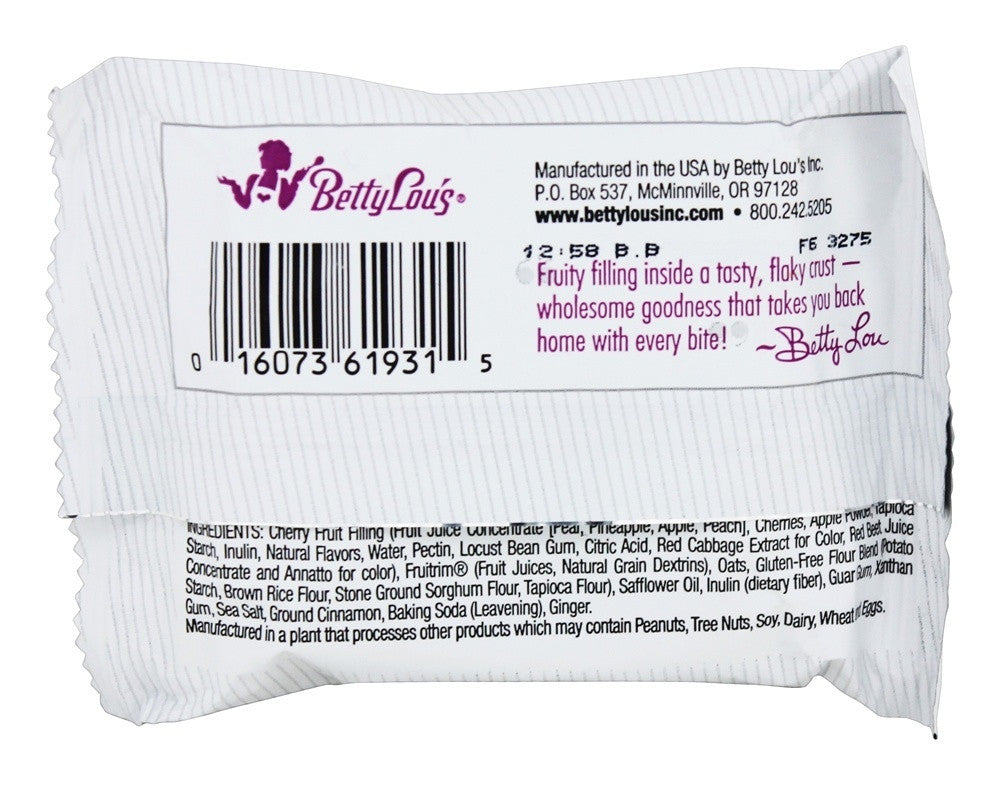 Betty Lou's®
Manufactured in the USA by Betty Lou's Inc.
P.O. Box 537, McMinnville, OR 97128
www.bettylousinc.com • 800.242.5205
12:58 B.B F6 3275
Fruity filling inside a tasty, flaky crust —
wholesome goodness that takes you back
home with every bite! ~Betty Lou
0 16073 61931 5
INGREDIENTS: Cherry Fruit Filling (Fruit Juice Concentrate [Pear, Pineapple, Apple, Peach], Cherries, Apple Powder, Tapioca
Starch, Inulin, Natural Flavors, Water, Pectin, Locust Bean Gum, Citric Acid, Red Cabbage Extract for Color, Red Beet Juice
Concentrate and Annatto for color), Fruitrim® (Fruit Juices, Natural Grain Dextrins), Oats, Gluten-Free Flour Blend (Potato
Starch, Brown Rice Flour, Stone Ground Sorghum Flour, Tapioca Flour), Safflower Oil, Inulin (dietary fiber), Guar Gum, Xanthan
Gum, Sea Salt, Ground Cinnamon, Baking Soda (Leavening), Ginger.
Manufactured in a plant that processes other products which may contain Peanuts, Tree Nuts, Soy, Dairy, Wheat and Eggs.